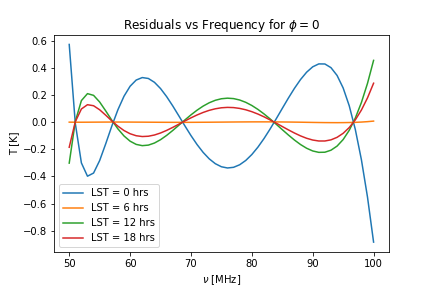 Residuals vs Frequency for ϕ = 0
T [K]
0.6
0.4
0.2
0.0
−0.2
−0.4
−0.6
−0.8
LST = 0 hrs
LST = 6 hrs
LST = 12 hrs
LST = 18 hrs
50 60 70 80 90 100
ν [MHz]